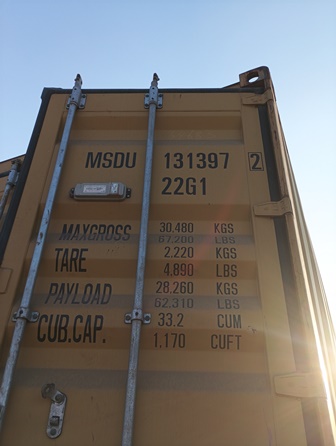 MSDU 131397 2
22G1
MAXGROSS 30,480 KGS
67,200 LBS
TARE 2,220 KGS
4,890 LBS
PAYLOAD 28,260 KGS
62,310 LBS
CUB.CAP. 33.2 CUM
1,170 CUFT